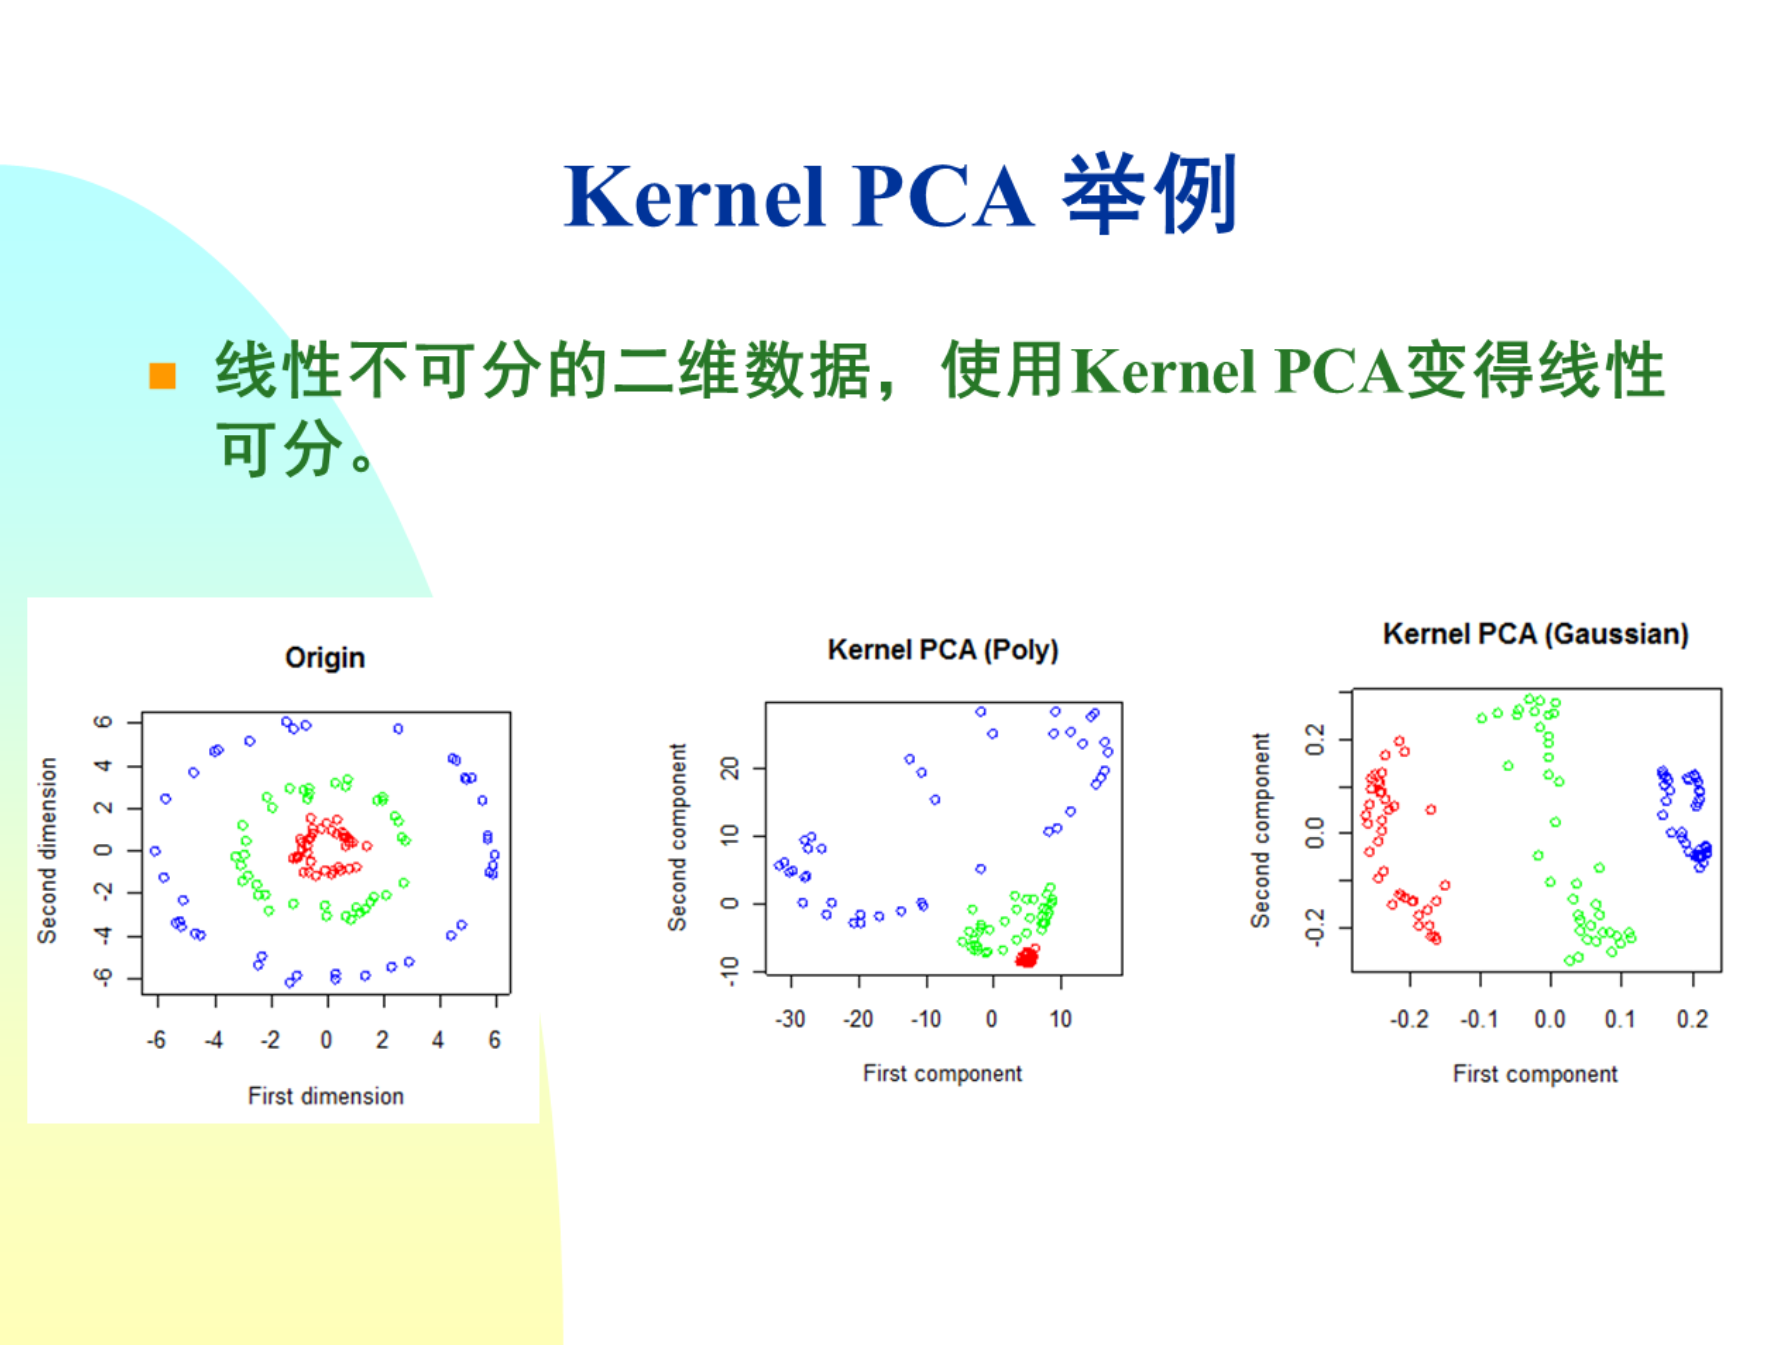 Kernel PCA 举例
线性不可分的二维数据，使用Kernel PCA变得线性
可分。
Origin
Second dimension
6
4
2
0
-2
-4
-6
-6 -4 -2 0 2 4 6
First dimension
Kernel PCA (Poly)
Second component
20
10
0
-10
-30 -20 -10 0 10
First component
Kernel PCA (Gaussian)
Second component
0.2
0.0
-0.2
-0.2 -0.1 0.0 0.1 0.2
First component